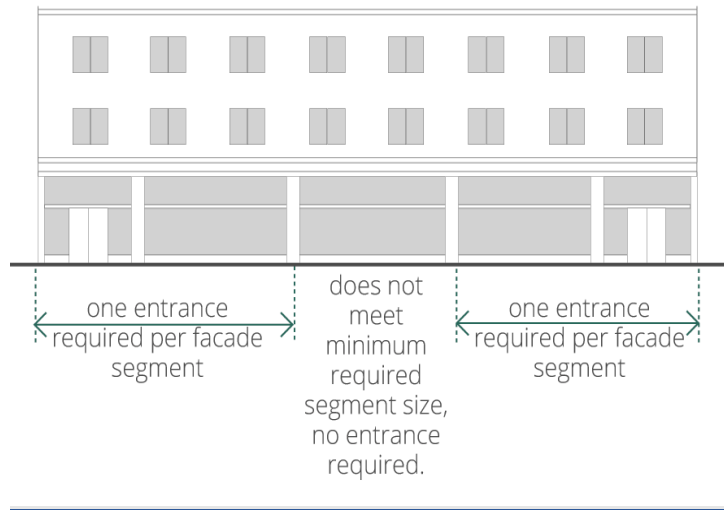 one entrance
required per facade
segment
does not
meet
minimum
required
segment size,
no entrance
required.
one entrance
required per facade
segment